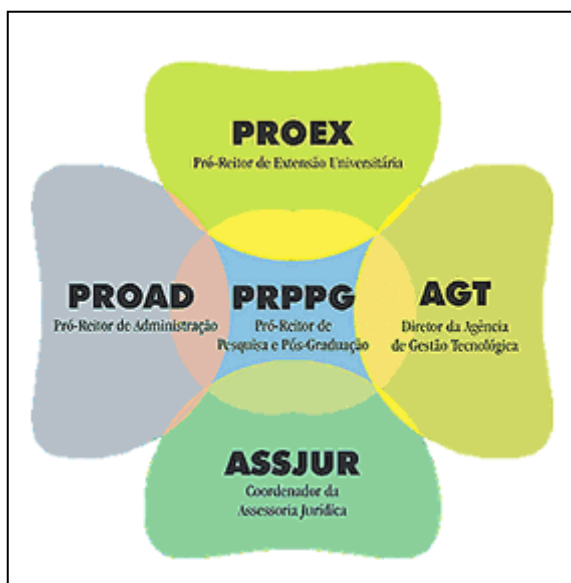 PROEX
Pró-Reitor de Extensão Universitária
PROAD
Pró-Reitor de Administração
PRPPG
Pró-Reitor de
Pesquisa e Pós-Graduação
AGT
Diretor da Agência
de Gestão Tecnológica
ASSJUR
Coordenador da
Assessoria Jurídica